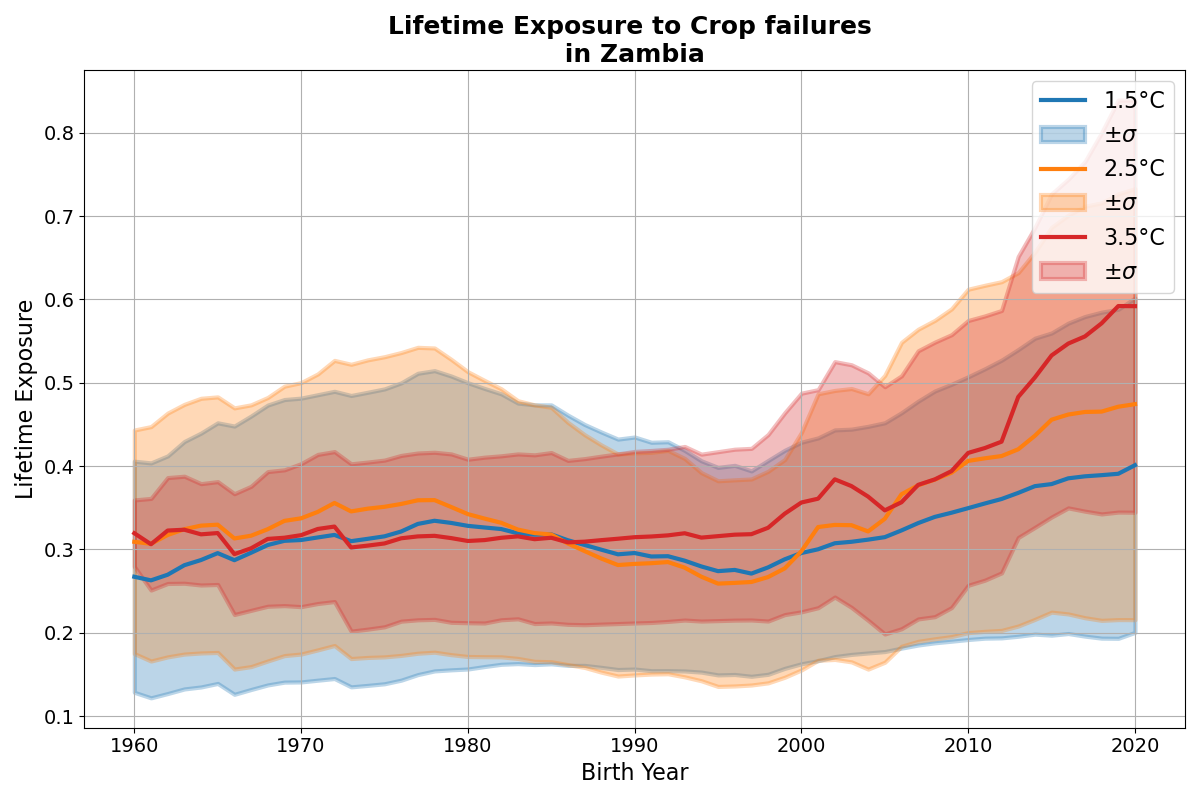 Lifetime Exposure to Crop failures
in Zambia
1.5°C
±σ
2.5°C
±σ
3.5°C
±σ
Lifetime Exposure
0.8
0.7
0.6
0.5
0.4
0.3
0.2
0.1
1960 1970 1980 1990 2000 2010 2020
Birth Year